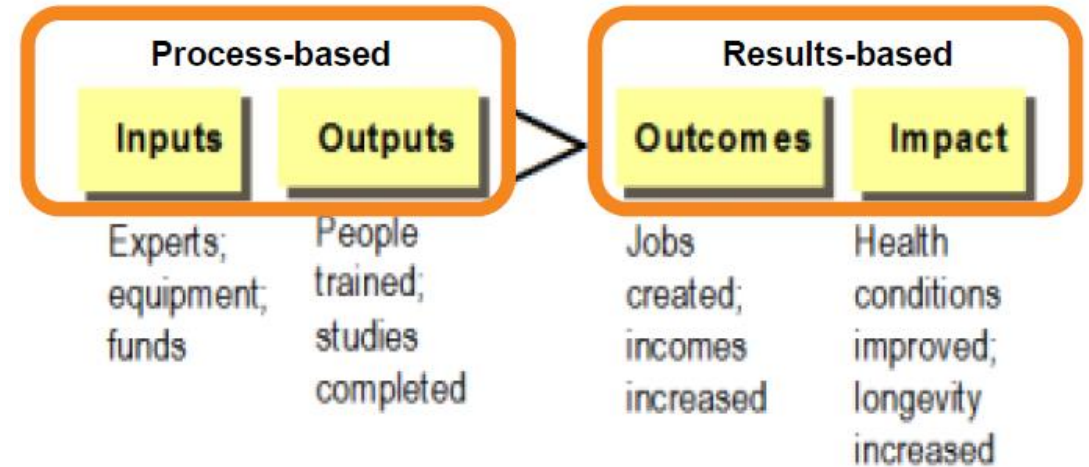 Process-based
Results-based
Inputs
Outputs
Outcomes
Impact
Experts;
equipment;
funds
People
trained;
studies
completed
Jobs
created;
incomes
increased
Health
conditions
improved;
longevity
increased